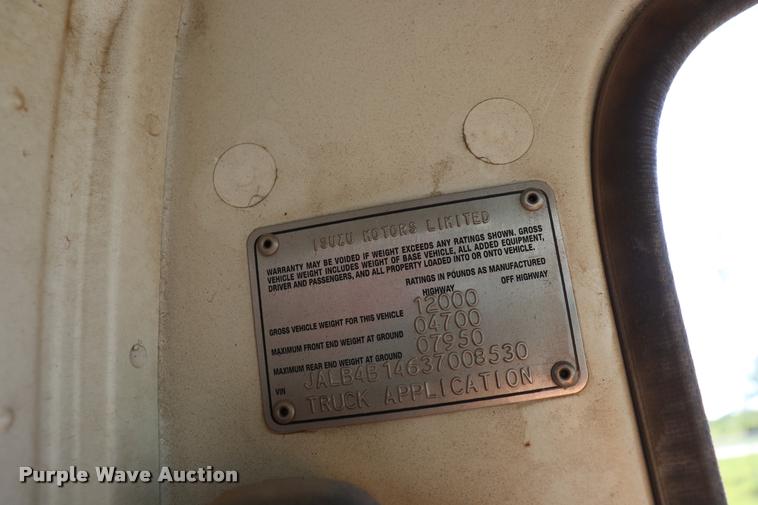 ISUZU MOTORS LIMITED
WARRANTY MAY BE VOIDED IF WEIGHT EXCEEDS ANY RATINGS SHOWN. GROSS
VEHICLE WEIGHT INCLUDES WEIGHT OF BASE VEHICLE, ALL ADDED EQUIPMENT,
DRIVER AND PASSENGERS, AND ALL PROPERTY LOADED INTO OR ONTO VEHICLE.
RATINGS IN POUNDS AS MANUFACTURED
HIGHWAY OFF HIGHWAY
GROSS VEHICLE WEIGHT FOR THIS VEHICLE 12000
MAXIMUM FRONT END WEIGHT AT GROUND 04700
MAXIMUM REAR END WEIGHT AT GROUND 07950
VIN JALB4B14637008530
TRUCK APPLICATION
Purple Wave Auction